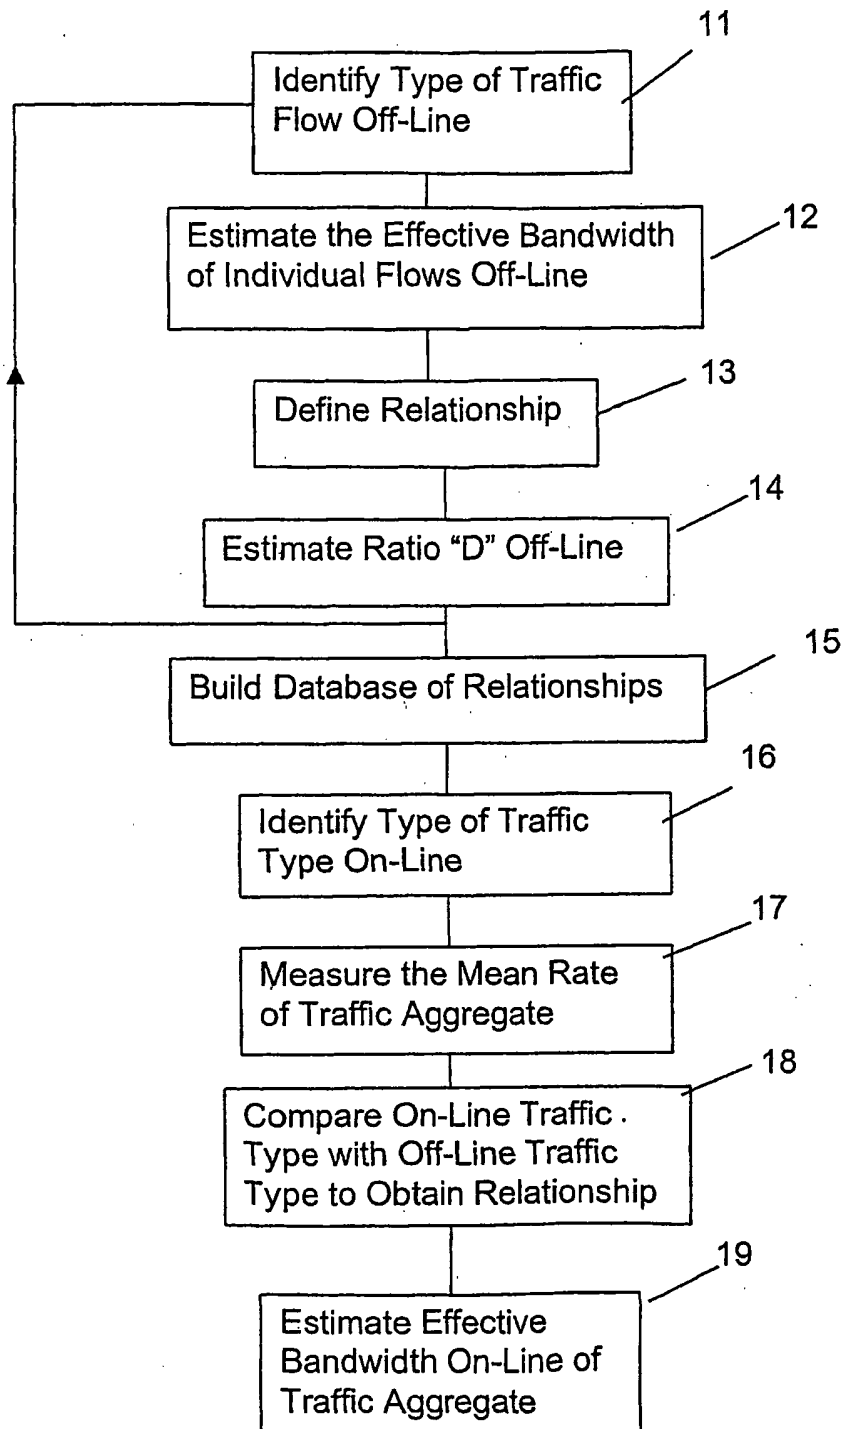 11
Identify Type of Traffic
Flow Off-Line
12
Estimate the Effective Bandwidth
of Individual Flows Off-Line
13
Define Relationship
14
Estimate Ratio “D” Off-Line
15
Build Database of Relationships
16
Identify Type of Traffic
Type On-Line
17
Measure the Mean Rate
of Traffic Aggregate
18
Compare On-Line Traffic
Type with Off-Line Traffic
Type to Obtain Relationship
19
Estimate Effective
Bandwidth On-Line of
Traffic Aggregate